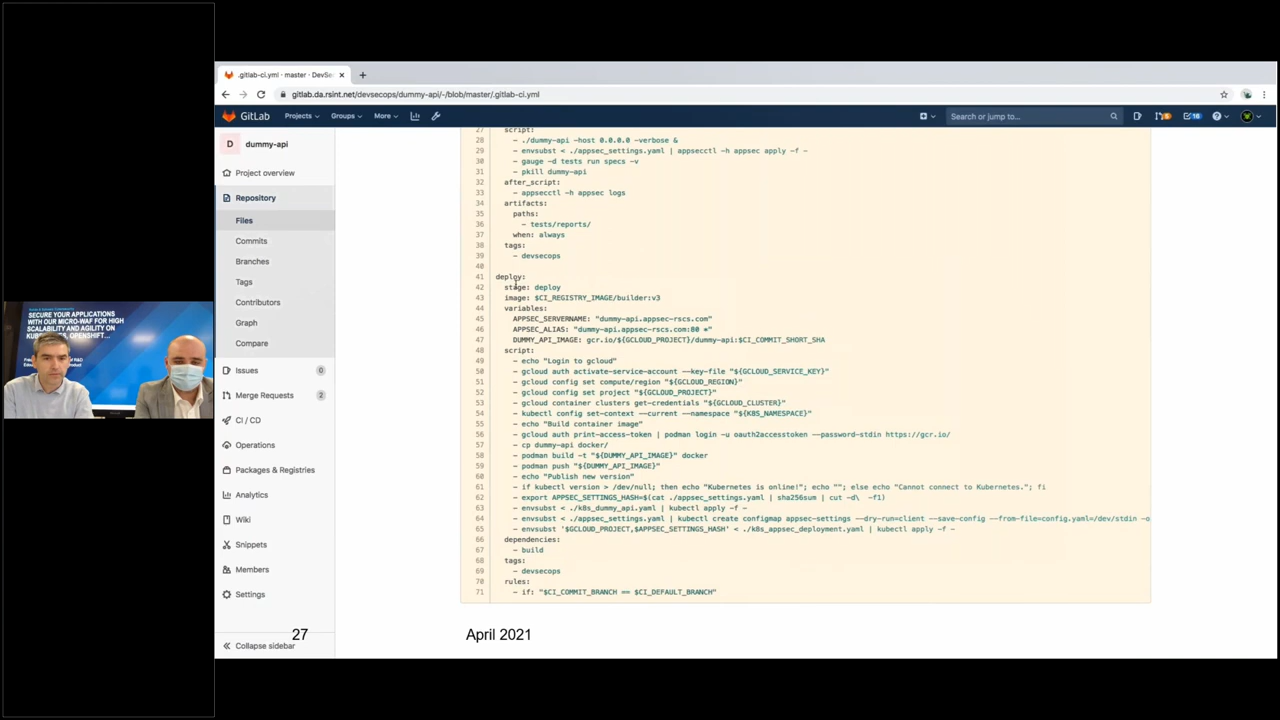 .gitlab-ci.yml · master · DevSe
gitlab.da.rsint.net/devsecops/dummy-api/-/blob/master/.gitlab-ci.yml
GitLab Projects Groups More Search or jump to...
D dummy-api
Project overview
Repository
Files
Commits
Branches
Tags
Contributors
Graph
Compare
Issues 0
Merge Requests 2
CI / CD
Operations
Packages & Registries
Analytics
Wiki
Snippets
Members
Settings
Collapse sidebar
27 script:
28 - ./dummy-api -host 0.0.0.0 -verbose &
29 - envsubst < ./appsec_settings.yaml | appsecctl -h appsec apply -f -
30 - gauge -d tests run specs -v
31 - pkill dummy-api
32 after_script:
33 - appsecctl -h appsec logs
34 artifacts:
35 paths:
36 - tests/reports/
37 when: always
38 tags:
39 - devsecops
40
41 deploy:
42 stage: deploy
43 image: $CI_REGISTRY_IMAGE/builder:v3
44 variables:
45 APPSEC_SERVERNAME: "dummy-api.appsec-rscs.com"
46 APPSEC_ALIAS: "dummy-api.appsec-rscs.com:80 *"
47 DUMMY_API_IMAGE: gcr.io/${GCLOUD_PROJECT}/dummy-api:$CI_COMMIT_SHORT_SHA
48 script:
49 - echo "Login to gcloud"
50 - gcloud auth activate-service-account --key-file "${GCLOUD_SERVICE_KEY}"
51 - gcloud config set compute/region "${GCLOUD_REGION}"
52 - gcloud config set project "${GCLOUD_PROJECT}"
53 - gcloud container clusters get-credentials "${GCLOUD_CLUSTER}"
54 - kubectl config set-context --current --namespace "${K8S_NAMESPACE}"
55 - echo "Build container image"
56 - gcloud auth print-access-token | podman login -u oauth2accesstoken --password-stdin https://gcr.io/
57 - cp dummy-api docker/
58 - podman build -t "${DUMMY_API_IMAGE}" docker
59 - podman push "${DUMMY_API_IMAGE}"
60 - echo "Publish new version"
61 - if kubectl version > /dev/null; then echo "Kubernetes is online!"; echo ""; else echo "Cannot connect to Kubernetes."; fi
62 - export APPSEC_SETTINGS_HASH=$(cat ./appsec_settings.yaml | sha256sum | cut -d\  -f1)
63 - envsubst < ./k8s_dummy_api.yaml | kubectl apply -f -
64 - envsubst < ./appsec_settings.yaml | kubectl create configmap appsec-settings --dry-run=client --save-config --from-file=config.yaml=/dev/stdin -o
65 - envsubst '$GCLOUD_PROJECT,$APPSEC_SETTINGS_HASH' < ./k8s_appsec_deployment.yaml | kubectl apply -f -
66 dependencies:
67 - build
68 tags:
69 - devsecops
70 rules:
71 - if: "$CI_COMMIT_BRANCH == $CI_DEFAULT_BRANCH"
27
April 2021
SECURE YOUR APPLICATIONS
WITH OUR MICRO-WAF FOR HIGH
SCALABILITY AND AGILITY ON